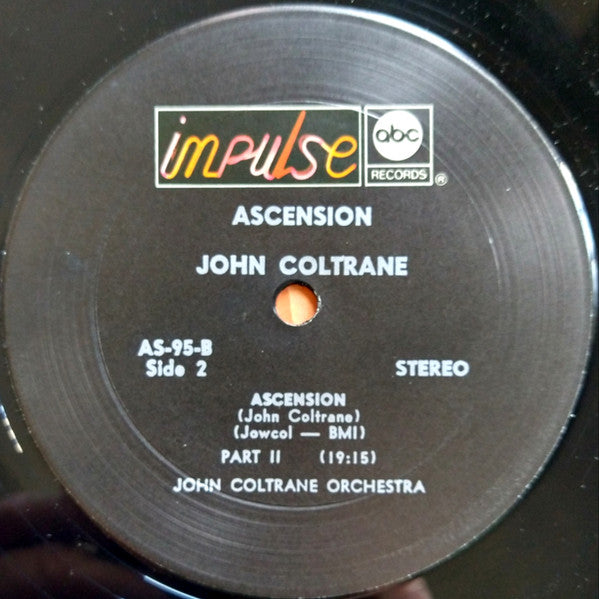 impulse abc
RECORDS ®
ASCENSION
JOHN COLTRANE
AS-95-B
Side 2 STEREO
ASCENSION
(John Coltrane)
(Jowcol — BMI)
PART II (19:15)
JOHN COLTRANE ORCHESTRA